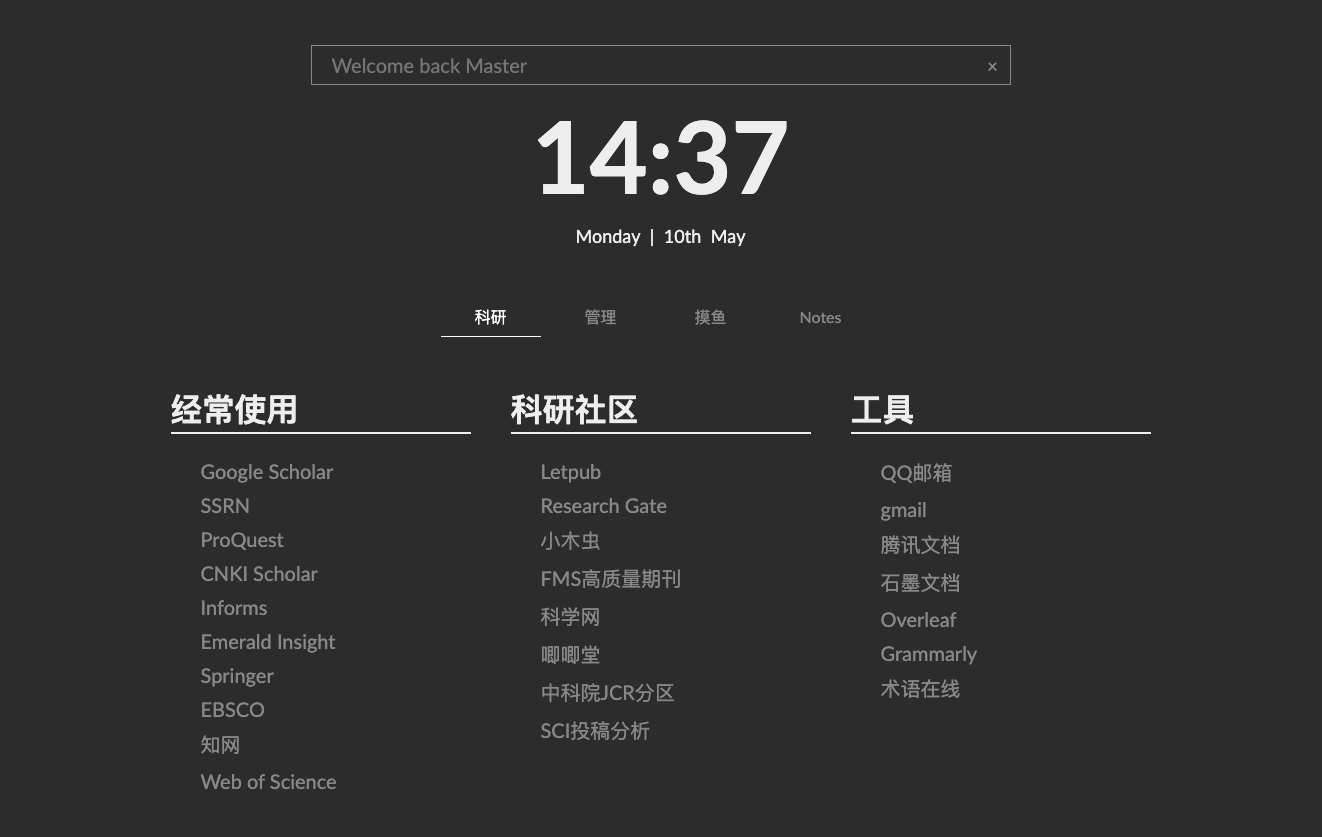 Welcome back Master
×
14:37
Monday | 10th May
科研 管理 摸鱼 Notes
经常使用
Google Scholar
SSRN
ProQuest
CNKI Scholar
Informs
Emerald Insight
Springer
EBSCO
知网
Web of Science
科研社区
Letpub
Research Gate
小木虫
FMS高质量期刊
科学网
唧唧堂
中科院JCR分区
SCI投稿分析
工具
QQ邮箱
gmail
腾讯文档
石墨文档
Overleaf
Grammarly
术语在线